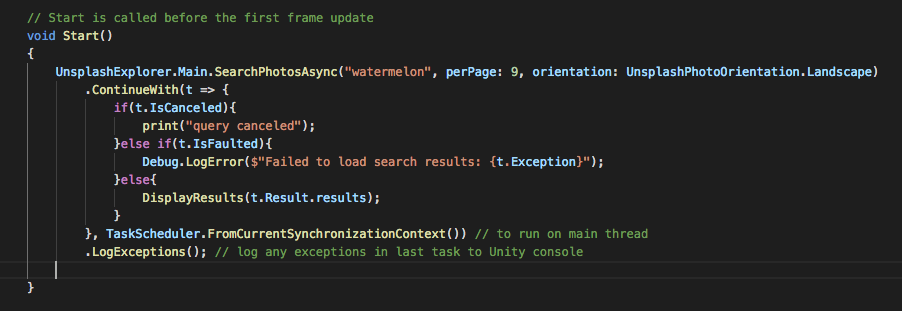 // Start is called before the first frame update
void Start()
{
    UnsplashExplorer.Main.SearchPhotosAsync("watermelon", perPage: 9, orientation: UnsplashPhotoOrientation.Landscape)
        .ContinueWith(t => {
            if(t.IsCanceled){
                print("query canceled");
            }else if(t.IsFaulted){
                Debug.LogError($"Failed to load search results: {t.Exception}");
            }else{
                DisplayResults(t.Result.results);
            }
        }, TaskScheduler.FromCurrentSynchronizationContext()) // to run on main thread
        .LogExceptions(); // log any exceptions in last task to Unity console
}